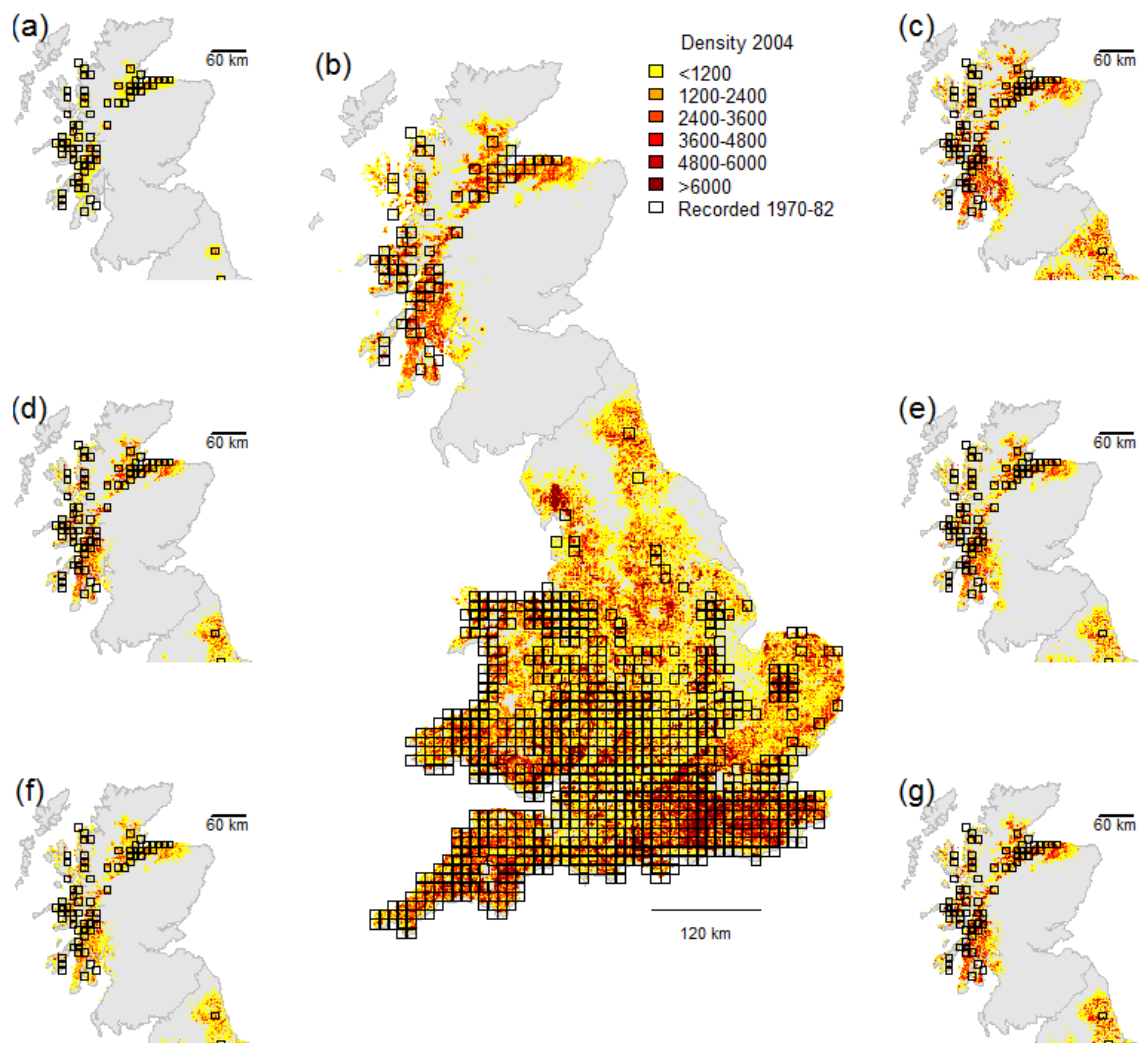 (a)
60 km
(b)
Density 2004
<1200
1200-2400
2400-3600
3600-4800
4800-6000
>6000
Recorded 1970-82
(c)
60 km
(d)
60 km
(e)
60 km
120 km
(f)
60 km
(g)
60 km